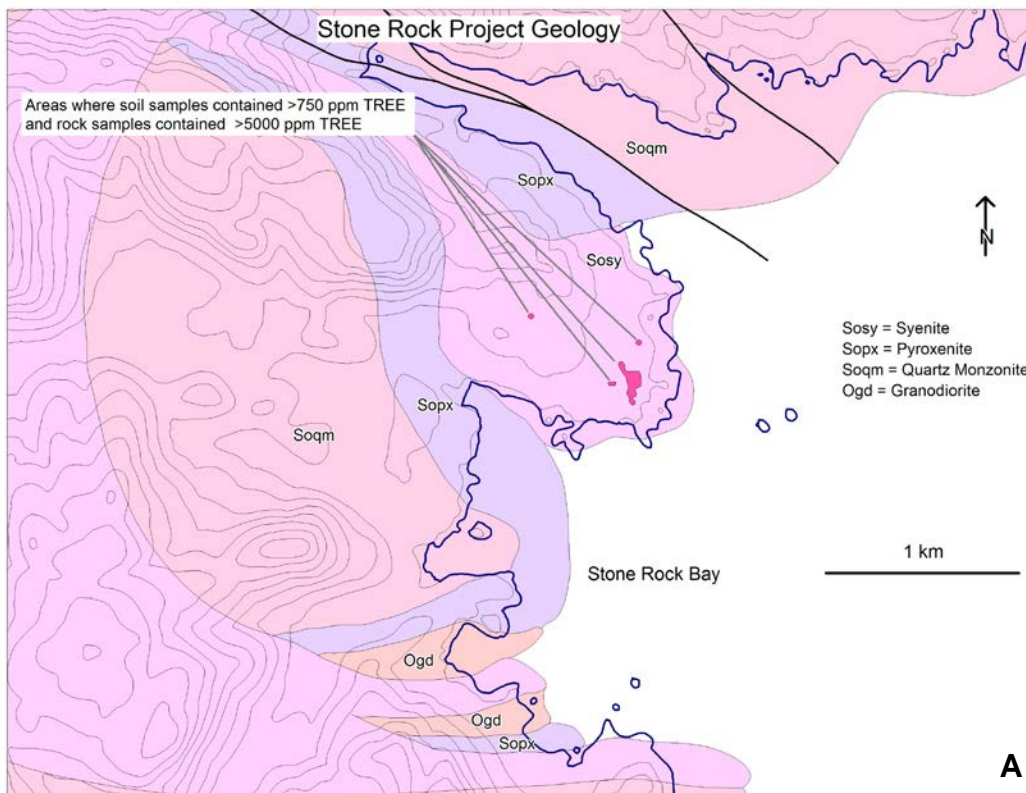 Stone Rock Project Geology
Areas where soil samples contained >750 ppm TREE
and rock samples contained >5000 ppm TREE
Soqm
Sopx
N
Sosy
Sosy = Syenite
Sopx = Pyroxenite
Soqm = Quartz Monzonite
Ogd = Granodiorite
Sopx
Soqm
1 km
Stone Rock Bay
Ogd
Ogd
Sopx
A